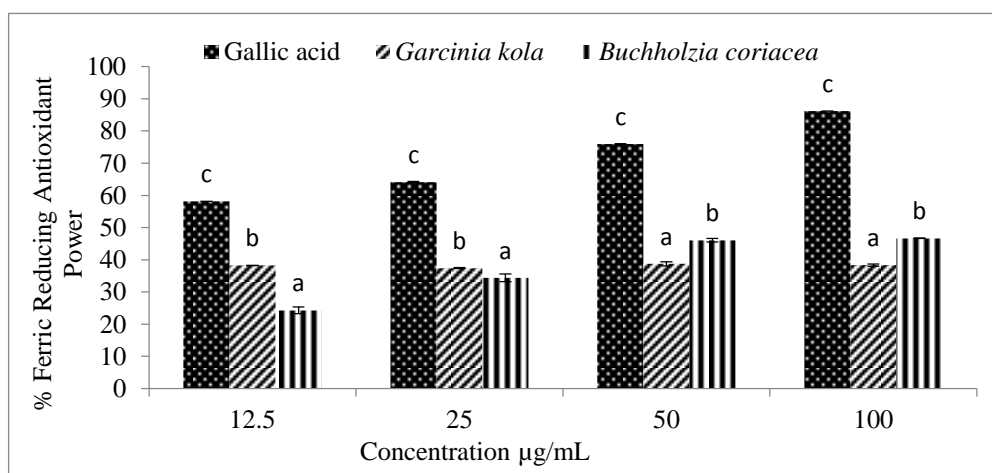 Gallic acid Garcinia kola Buchholzia coriacea
% Ferric Reducing Antioxidant
Power
100
90
80
70
60
50
40
30
20
10
0
c b a
c b a
c a b
c a b
12.5 25 50 100
Concentration µg/mL